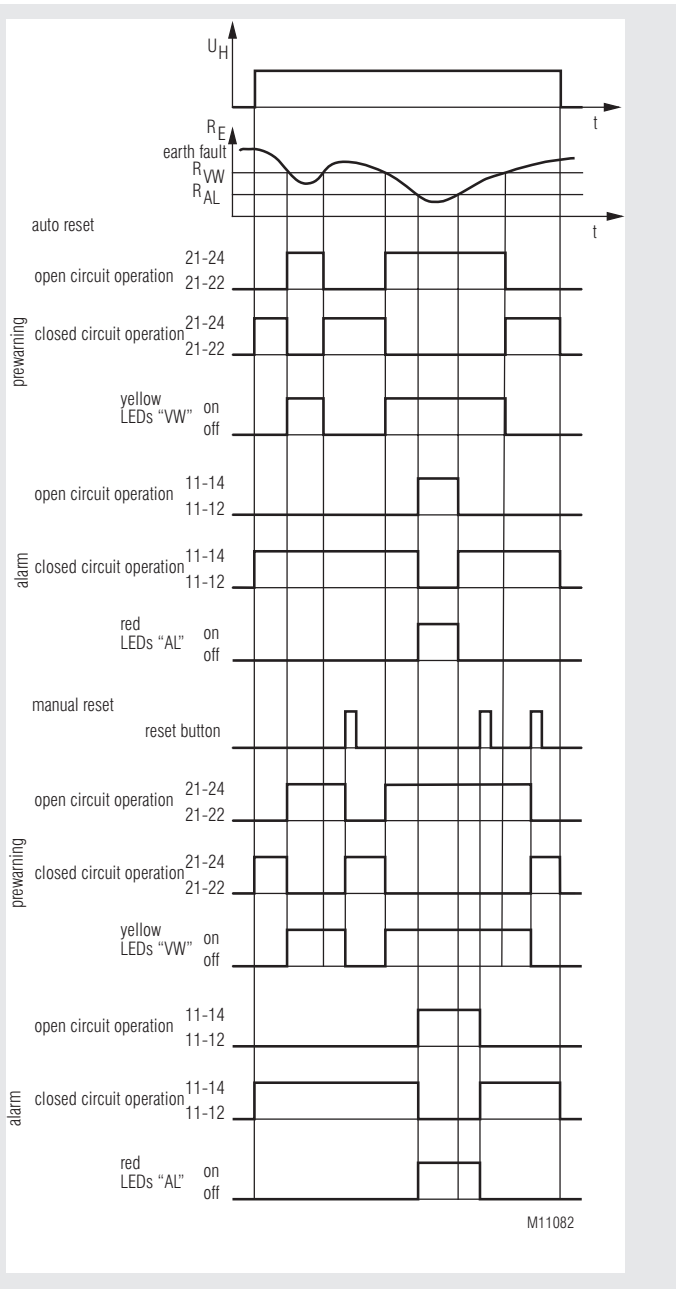 UH
t
RE
earth fault
RVW
RAL
t
auto reset
prewarning
open circuit operation 21-24
21-22
closed circuit operation 21-24
21-22
yellow
LEDs “VW” on
off
alarm
open circuit operation 11-14
11-12
closed circuit operation 11-14
11-12
red
LEDs “AL” on
off
manual reset
reset button
prewarning
open circuit operation 21-24
21-22
closed circuit operation 21-24
21-22
yellow
LEDs “VW” on
off
alarm
open circuit operation 11-14
11-12
closed circuit operation 11-14
11-12
red
LEDs “AL” on
off
M11082